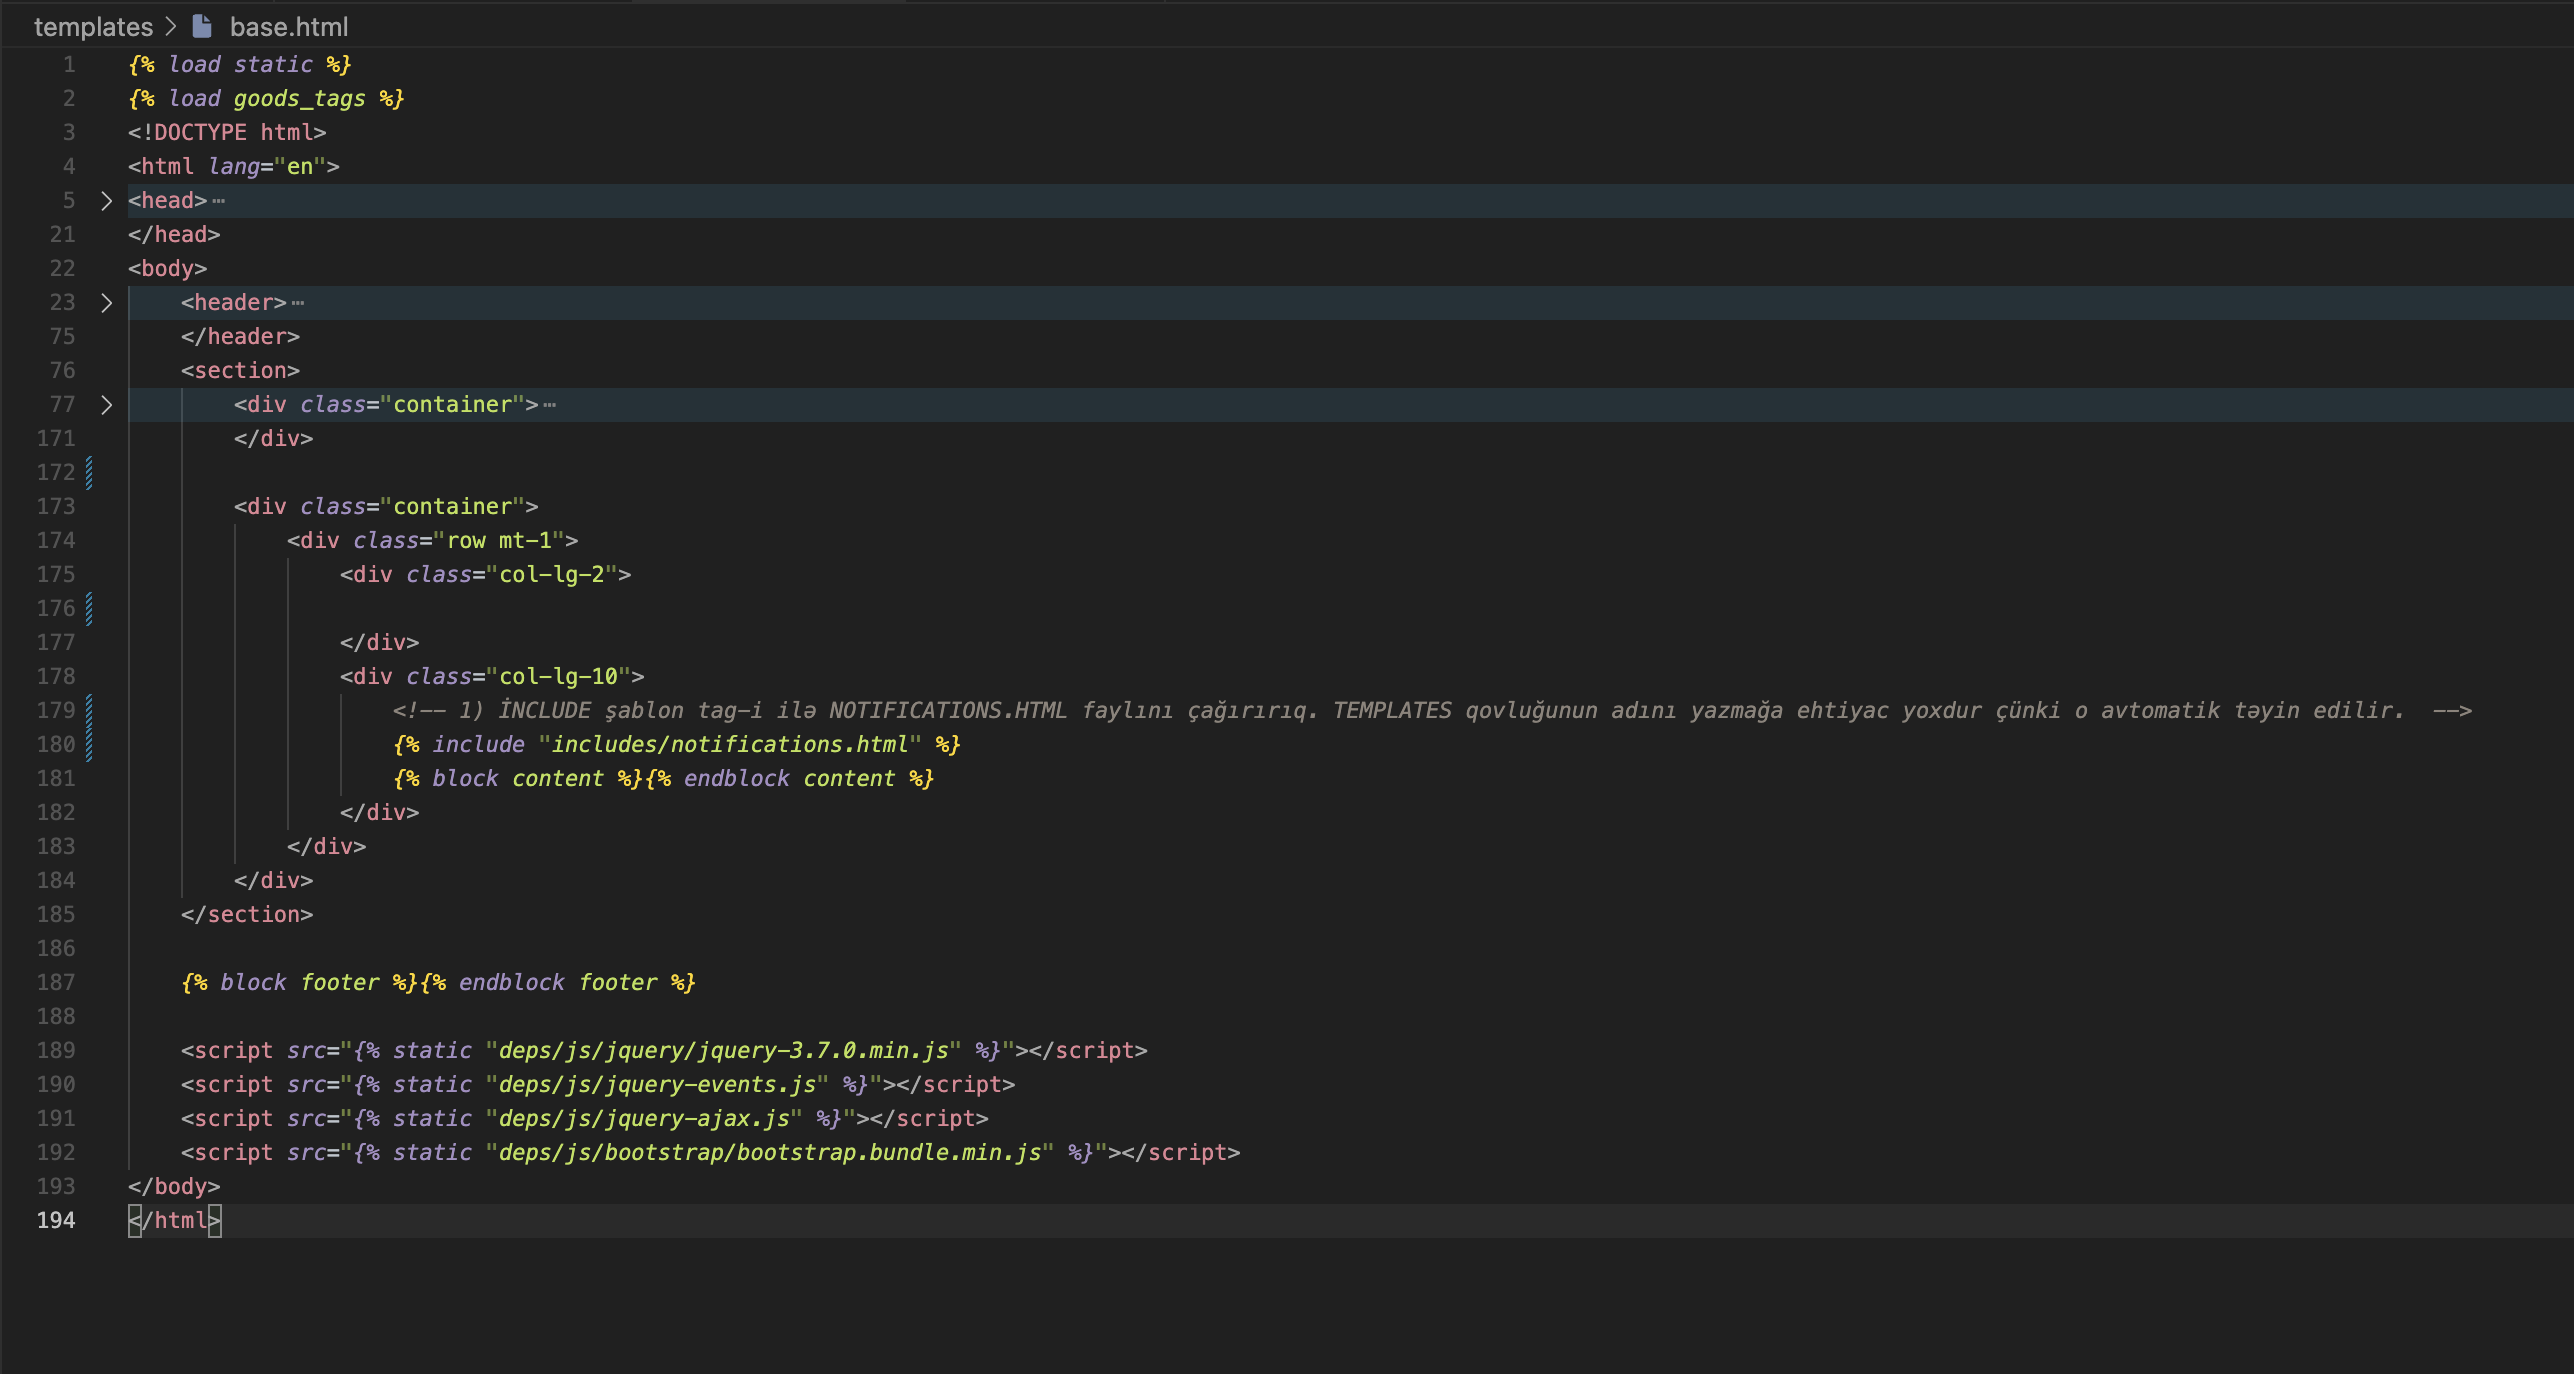 templates > base.html
1 {% load static %}
2 {% load goods_tags %}
3 <!DOCTYPE html>
4 <html lang="en">
5 <head>…
21 </head>
22 <body>
23 <header>…
75 </header>
76 <section>
77 <div class="container">…
171 </div>
172
173 <div class="container">
174 <div class="row mt-1">
175 <div class="col-lg-2">
176
177 </div>
178 <div class="col-lg-10">
179 <!-- 1) İNCLUDE şablon tag-i ilə NOTIFICATIONS.HTML faylını çağırırıq. TEMPLATES qovluğunun adını yazmağa ehtiyac yoxdur çünki o avtomatik təyin edilir.  -->
180 {% include "includes/notifications.html" %}
181 {% block content %}{% endblock content %}
182 </div>
183 </div>
184 </div>
185 </section>
186
187 {% block footer %}{% endblock footer %}
188
189 <script src="{% static "deps/js/jquery/jquery-3.7.0.min.js" %}"></script>
190 <script src="{% static "deps/js/jquery-events.js" %}"></script>
191 <script src="{% static "deps/js/jquery-ajax.js" %}"></script>
192 <script src="{% static "deps/js/bootstrap/bootstrap.bundle.min.js" %}"></script>
193 </body>
194 </html>